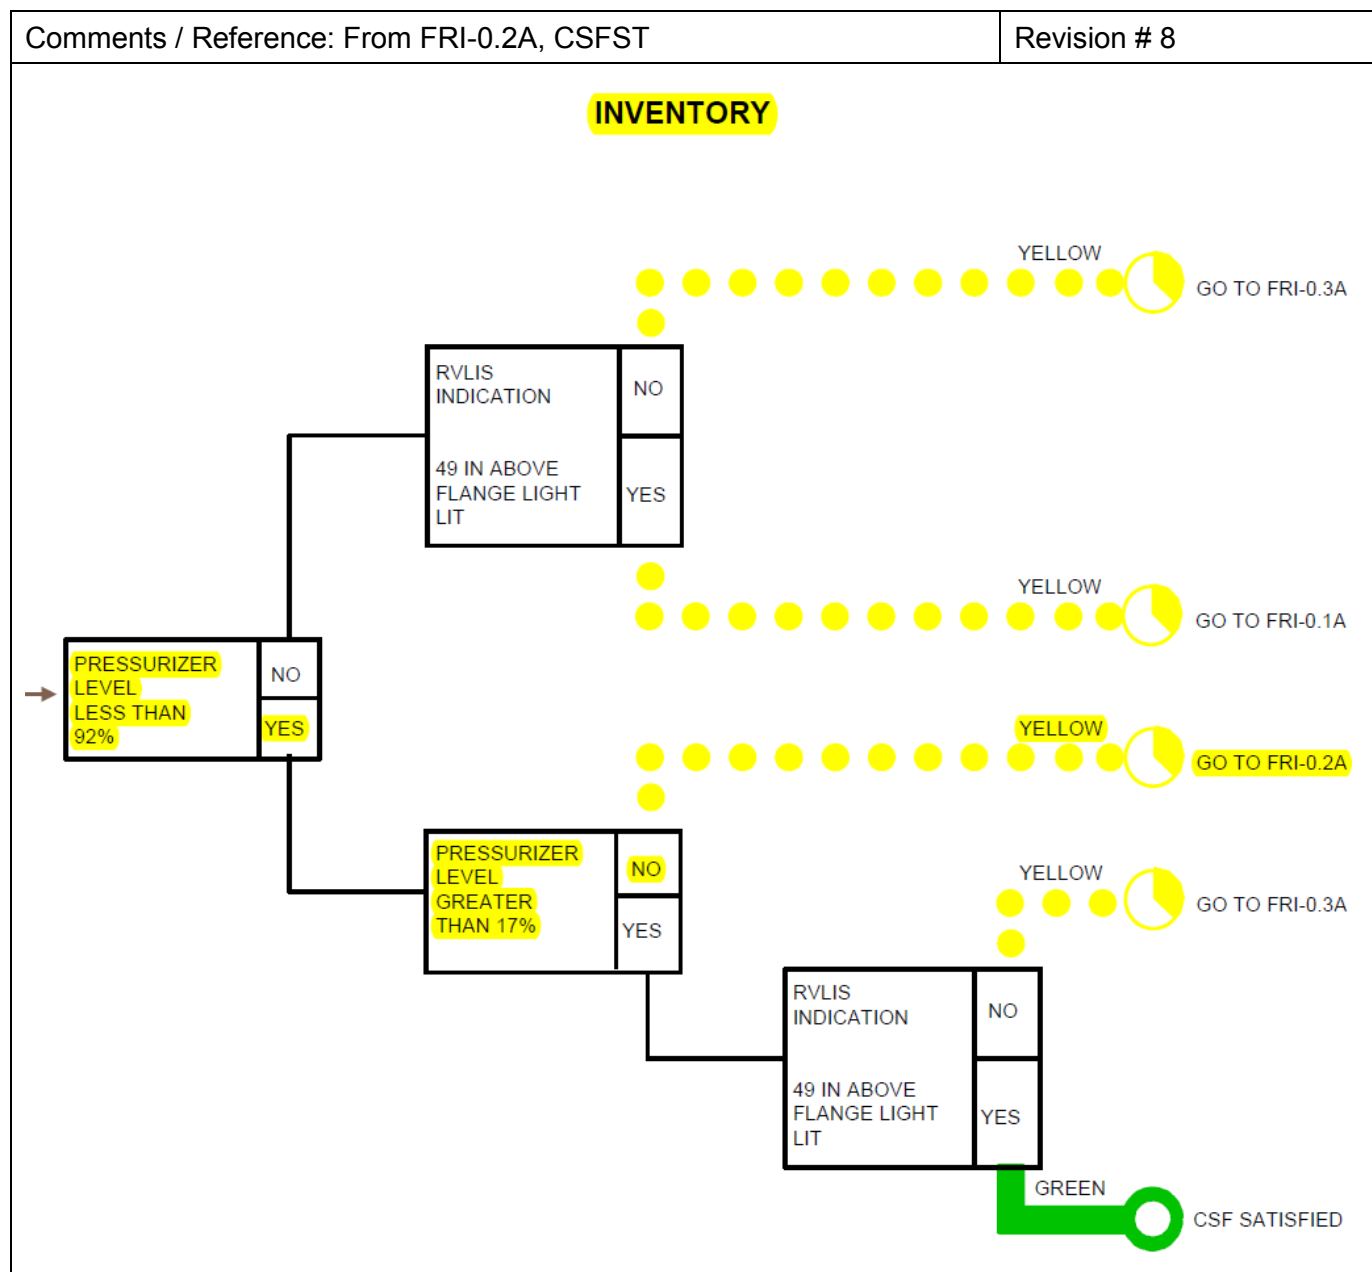 Comments / Reference: From FRI-0.2A, CSFST
Revision # 8
INVENTORY
YELLOW
GO TO FRI-0.3A
RVLIS
INDICATION
NO
49 IN ABOVE
FLANGE LIGHT
LIT
YES
YELLOW
GO TO FRI-0.1A
PRESSURIZER
LEVEL
LESS THAN
92%
NO
YES
YELLOW
GO TO FRI-0.2A
PRESSURIZER
LEVEL
GREATER
THAN 17%
NO
YES
YELLOW
GO TO FRI-0.3A
RVLIS
INDICATION
NO
49 IN ABOVE
FLANGE LIGHT
LIT
YES
GREEN
CSF SATISFIED